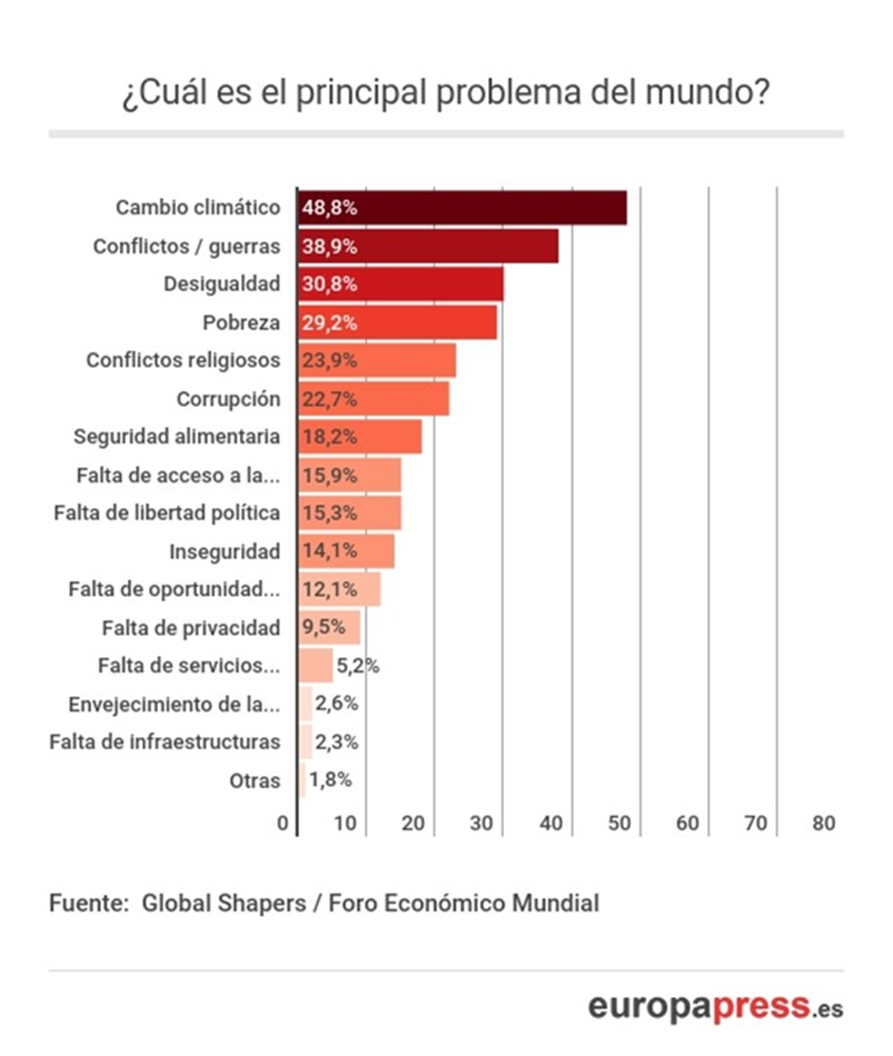 ¿Cuál es el principal problema del mundo?
Cambio climático 48,8%
Conflictos / guerras 38,9%
Desigualdad 30,8%
Pobreza 29,2%
Conflictos religiosos 23,9%
Corrupción 22,7%
Seguridad alimentaria 18,2%
Falta de acceso a la... 15,9%
Falta de libertad política 15,3%
Inseguridad 14,1%
Falta de oportunidad... 12,1%
Falta de privacidad 9,5%
Falta de servicios... 5,2%
Envejecimiento de la... 2,6%
Falta de infraestructuras 2,3%
Otras 1,8%
0 10 20 30 40 50 60 70 80
Fuente: Global Shapers / Foro Económico Mundial
europapress.es